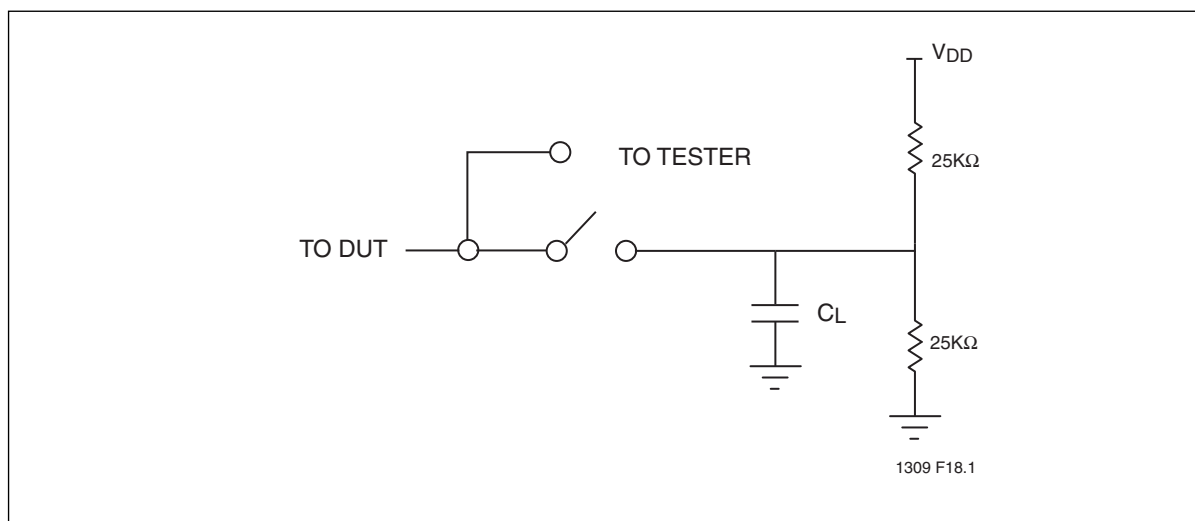 VDD
25KΩ
TO TESTER
TO DUT
CL
25KΩ
1309 F18.1